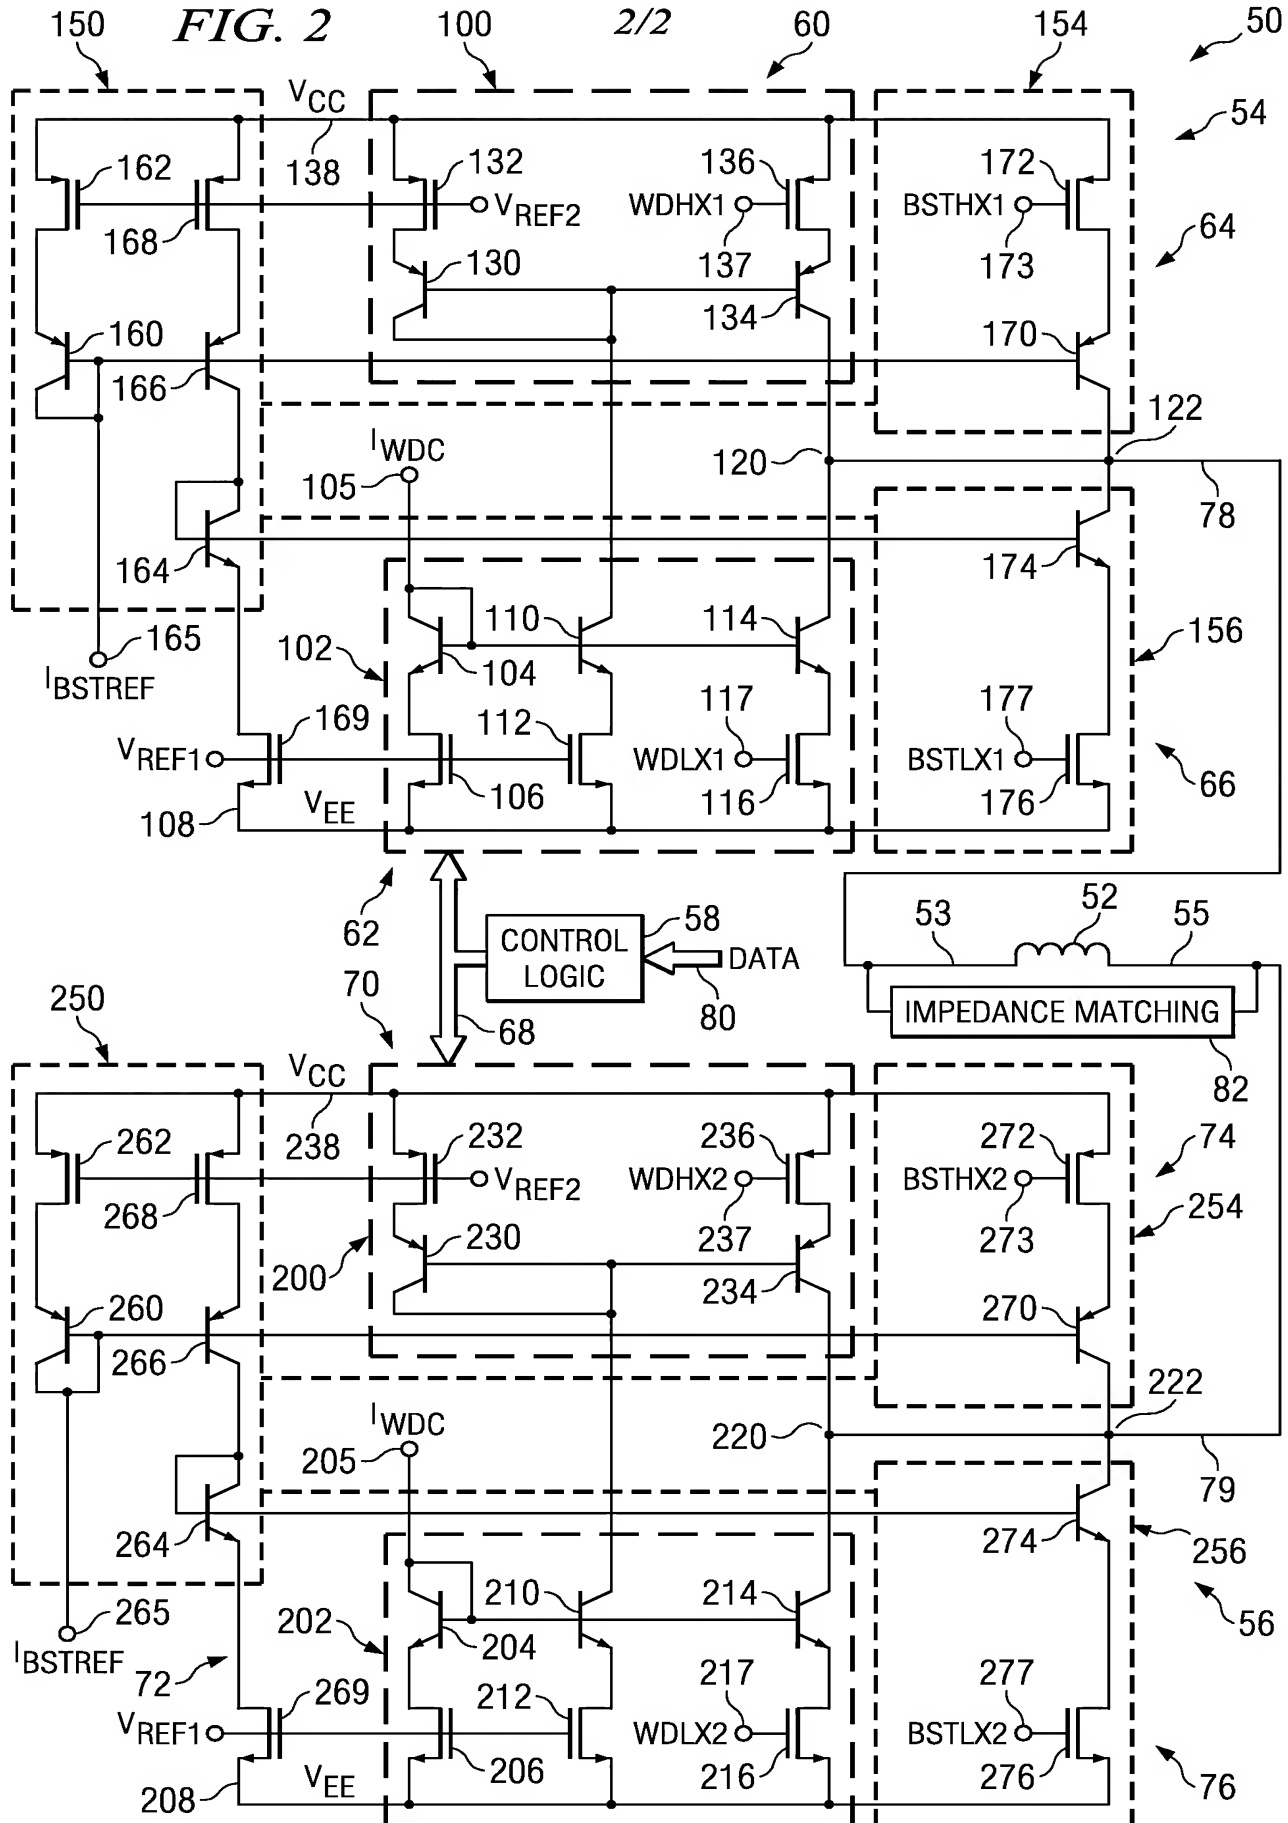 150 FIG. 2 100 2/2 60 154 50
VCC 54
162 138 132 136 172
VREF2 WDHX1 BSTHX1
168 64
130 137 173
160 134 170
166
IWDC 122
105 120
78
164 174
110 114
165 102 156
IBSTREF 104
117 177
169 112
VREF1 WDLX1 BSTLX1
106 116 176 66
108 VEE
62 58 53 52 55
CONTROL
LOGIC
DATA
70
250 68 80
IMPEDANCE MATCHING
VCC 82
262 238 232 236 272 74
VREF2 WDHX2 BSTHX2
268 254
200 230 237 273
260 234 270
266
IWDC 222
205 220
79
264 274 256
210 214
265 202 56
IBSTREF 204
72 217 277
269 212
VREF1 WDLX2 BSTLX2
206 216 276 76
208 VEE